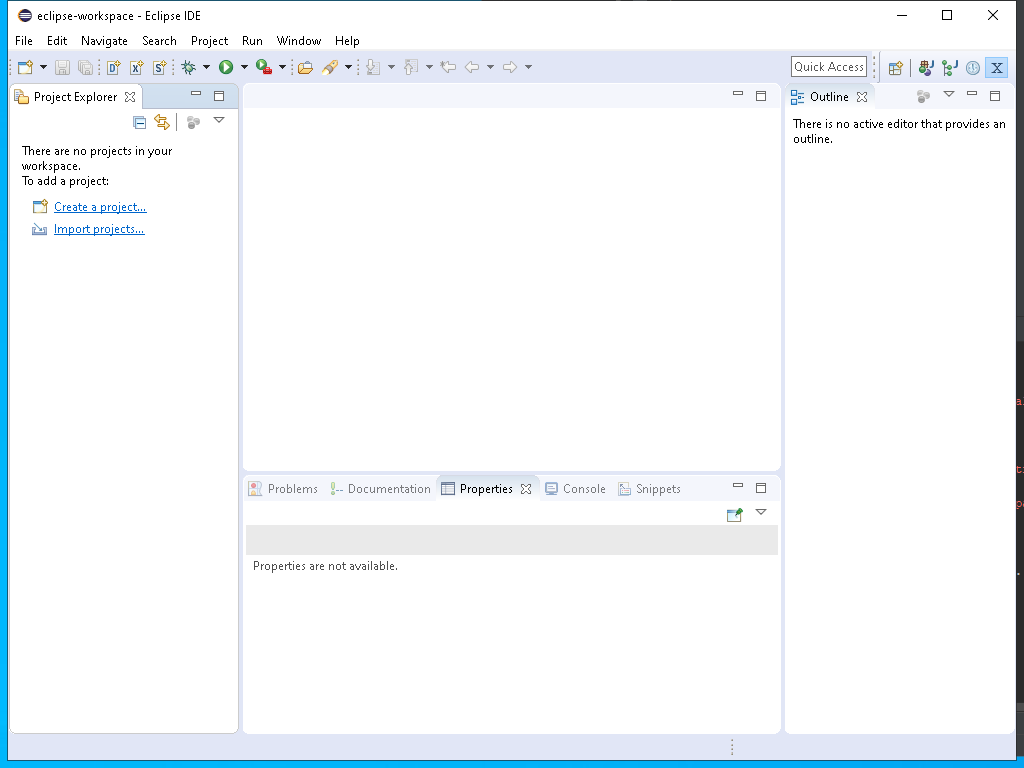 eclipse-workspace - Eclipse IDE
File Edit Navigate Search Project Run Window Help
Quick Access
Project Explorer
There are no projects in your
workspace.
To add a project:
Create a project...
Import projects...
Outline
There is no active editor that provides an
outline.
Problems Documentation Properties Console Snippets
Properties are not available.